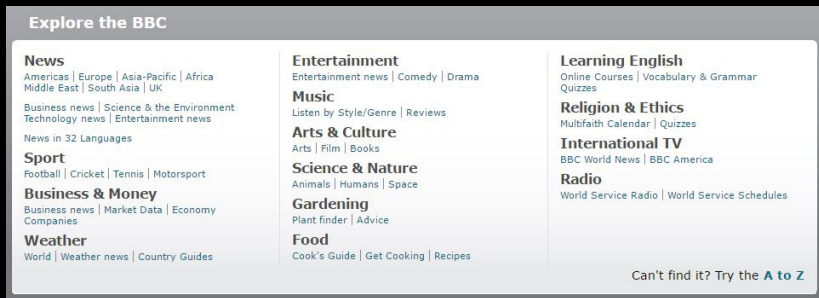 Explore the BBC
News
Americas | Europe | Asia-Pacific | Africa
Middle East | South Asia | UK
Business news | Science & the Environment
Technology news | Entertainment news
News in 32 Languages
Sport
Football | Cricket | Tennis | Motorsport
Business & Money
Business news | Market Data | Economy
Companies
Weather
World | Weather news | Country Guides
Entertainment
Entertainment news | Comedy | Drama
Music
Listen by Style/Genre | Reviews
Arts & Culture
Arts | Film | Books
Science & Nature
Animals | Humans | Space
Gardening
Plant finder | Advice
Food
Cook's Guide | Get Cooking | Recipes
Learning English
Online Courses | Vocabulary & Grammar
Quizzes
Religion & Ethics
Multifaith Calendar | Quizzes
International TV
BBC World News | BBC America
Radio
World Service Radio | World Service Schedules
Can't find it? Try the A to Z